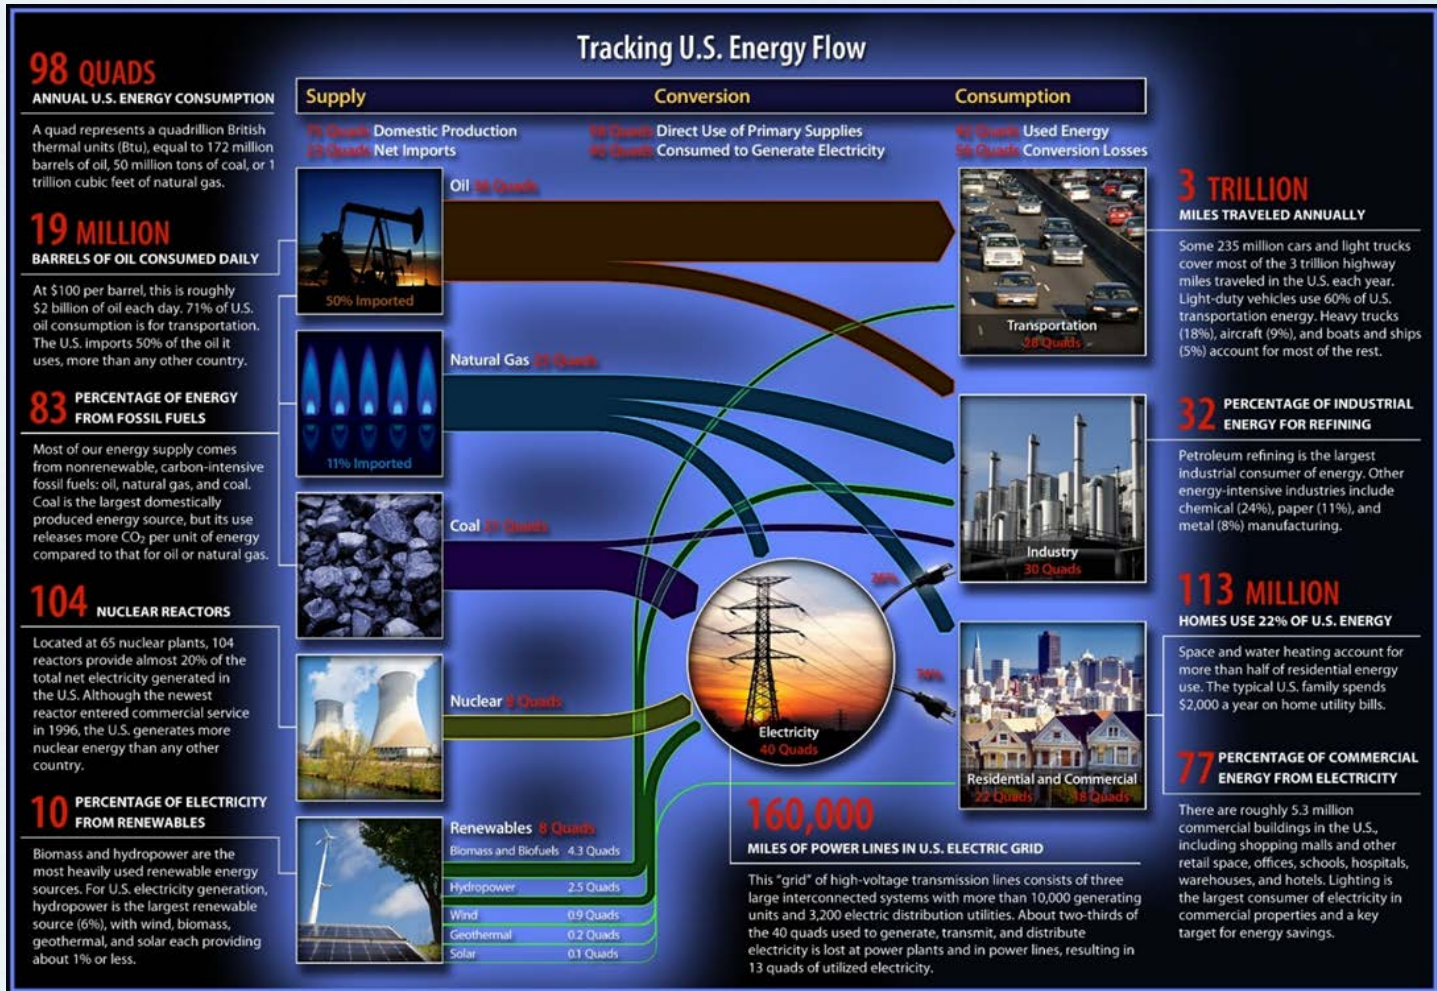 Tracking U.S. Energy Flow
Supply
Conversion
Consumption
Quads Domestic Production
Quads Net Imports
Quads Direct Use of Primary Supplies
Quads Consumed to Generate Electricity
Quads Used Energy
Quads Conversion Losses
98 QUADS
ANNUAL U.S. ENERGY CONSUMPTION
A quad represents a quadrillion British
thermal units (Btu), equal to 172 million
barrels of oil, 50 million tons of coal, or 1
trillion cubic feet of natural gas.
19 MILLION
BARRELS OF OIL CONSUMED DAILY
At $100 per barrel, this is roughly
$2 billion of oil each day. 71% of U.S.
oil consumption is for transportation.
The U.S. imports 50% of the oil it
uses, more than any other country.
83 PERCENTAGE OF ENERGY
FROM FOSSIL FUELS
Most of our energy supply comes
from nonrenewable, carbon-intensive
fossil fuels: oil, natural gas, and coal.
Coal is the largest domestically
produced energy source, but its use
releases more CO₂ per unit of energy
compared to that for oil or natural gas.
104 NUCLEAR REACTORS
Located at 65 nuclear plants, 104
reactors provide almost 20% of the
total net electricity generated in
the U.S. Although the newest
reactor entered commercial service
in 1996, the U.S. generates more
nuclear energy than any other
country.
10 PERCENTAGE OF ELECTRICITY
FROM RENEWABLES
Biomass and hydropower are the
most heavily used renewable energy
sources. For U.S. electricity generation,
hydropower is the largest renewable
source (6%), with wind, biomass,
geothermal, and solar each providing
about 1% or less.
Oil Quads
50% Imported
Natural Gas Quads
11% Imported
Coal Quads
Nuclear 8 Quads
Renewables 8 Quads
Biomass and Biofuels 4.3 Quads
Hydropower 2.5 Quads
Wind 0.9 Quads
Geothermal 0.2 Quads
Solar 0.1 Quads
Electricity
40 Quads
160,000
MILES OF POWER LINES IN U.S. ELECTRIC GRID
This "grid" of high-voltage transmission lines consists of three
large interconnected systems with more than 10,000 generating
units and 3,200 electric distribution utilities. About two-thirds of
the 40 quads used to generate, transmit, and distribute
electricity is lost at power plants and in power lines, resulting in
13 quads of utilized electricity.
Transportation
28 Quads
Industry
30 Quads
Residential and Commercial
22 Quads 18 Quads
3 TRILLION
MILES TRAVELED ANNUALLY
Some 235 million cars and light trucks
cover most of the 3 trillion highway
miles traveled in the U.S. each year.
Light-duty vehicles use 60% of U.S.
transportation energy. Heavy trucks
(18%), aircraft (9%), and boats and ships
(5%) account for most of the rest.
32 PERCENTAGE OF INDUSTRIAL
ENERGY FOR REFINING
Petroleum refining is the largest
industrial consumer of energy. Other
energy-intensive industries include
chemical (24%), paper (11%), and
metal (8%) manufacturing.
113 MILLION
HOMES USE 22% OF U.S. ENERGY
Space and water heating account for
more than half of residential energy
use. The typical U.S. family spends
$2,000 a year on home utility bills.
77 PERCENTAGE OF COMMERCIAL
ENERGY FROM ELECTRICITY
There are roughly 5.3 million
commercial buildings in the U.S.,
including shopping malls and other
retail space, offices, schools, hospitals,
warehouses, and hotels. Lighting is
the largest consumer of electricity in
commercial properties and a key
target for energy savings.